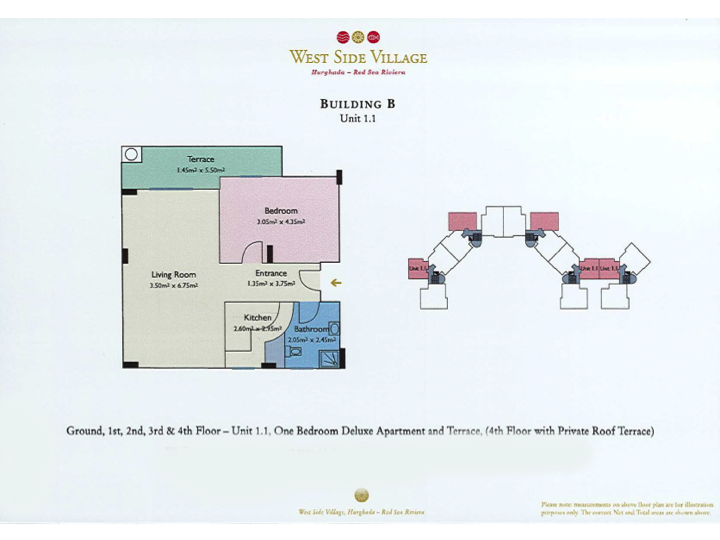 WEST SIDE VILLAGE
Hurghada – Red Sea Riviera
BUILDING B
Unit 1.1
Terrace
1.45m² x 5.50m²
Bedroom
3.05m² x 4.35m²
Living Room
3.50m² x 6.75m²
Entrance
1.35m² x 3.75m²
Kitchen
2.60m² x 2.95m²
Bathroom
2.05m² x 2.45m²
Unit 1.1
Unit 1.1
Unit 1.1
Ground, 1st, 2nd, 3rd & 4th Floor – Unit 1.1, One Bedroom Deluxe Apartment and Terrace, (4th Floor with Private Roof Terrace)
West Side Village, Hurghada – Red Sea Riviera
Please note: measurements on above floor plan are for illustration
purposes only. The correct Net and Total areas are shown above.